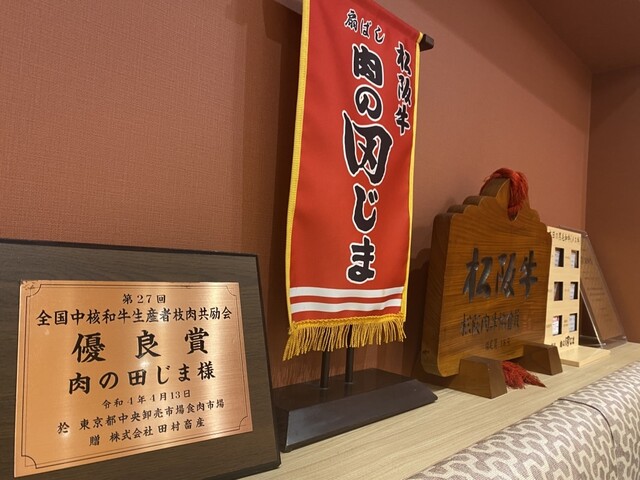 第27回
全国中核和牛生産者枝肉共励会
優良賞
肉の田じま様
令和4年4月13日
於 東京都中央卸売市場食肉市場
贈 株式会社田村畜産
松阪牛
扇ばし
肉の田じま
松阪牛